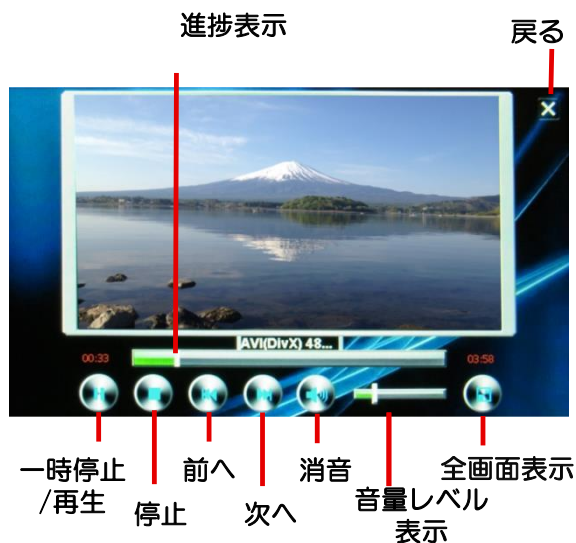 進捗表示
戻る
AVI(DivX) 48...
00:33
03:58
一時停止
/再生
停止
前へ
次へ
消音
音量レベル
表示
全画面表示